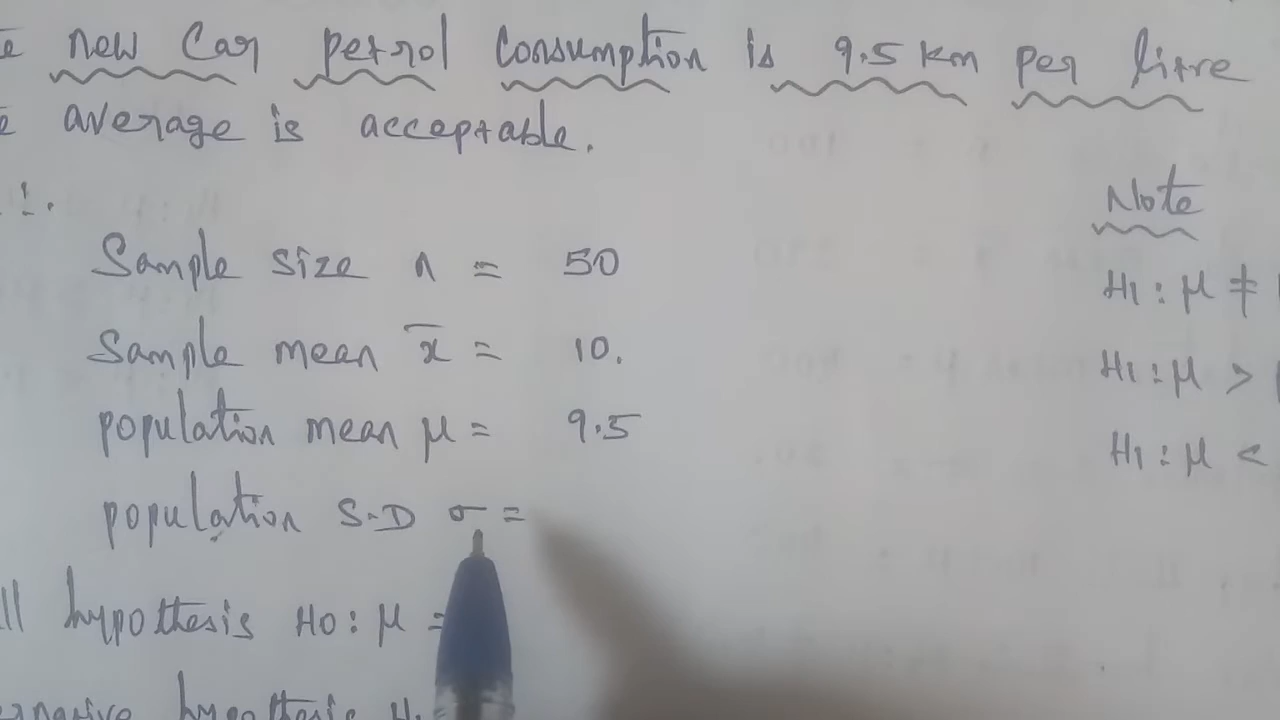 new Car petrol Consumption is 9.5 Km per litre
average is acceptable.
Note
Sample size n = 50
H1 : μ ≠
Sample mean x̄ = 10.
H1 : μ >
population mean μ = 9.5
H1 : μ <
population S.D σ =
hypothesis H0 : μ =
hypothesis